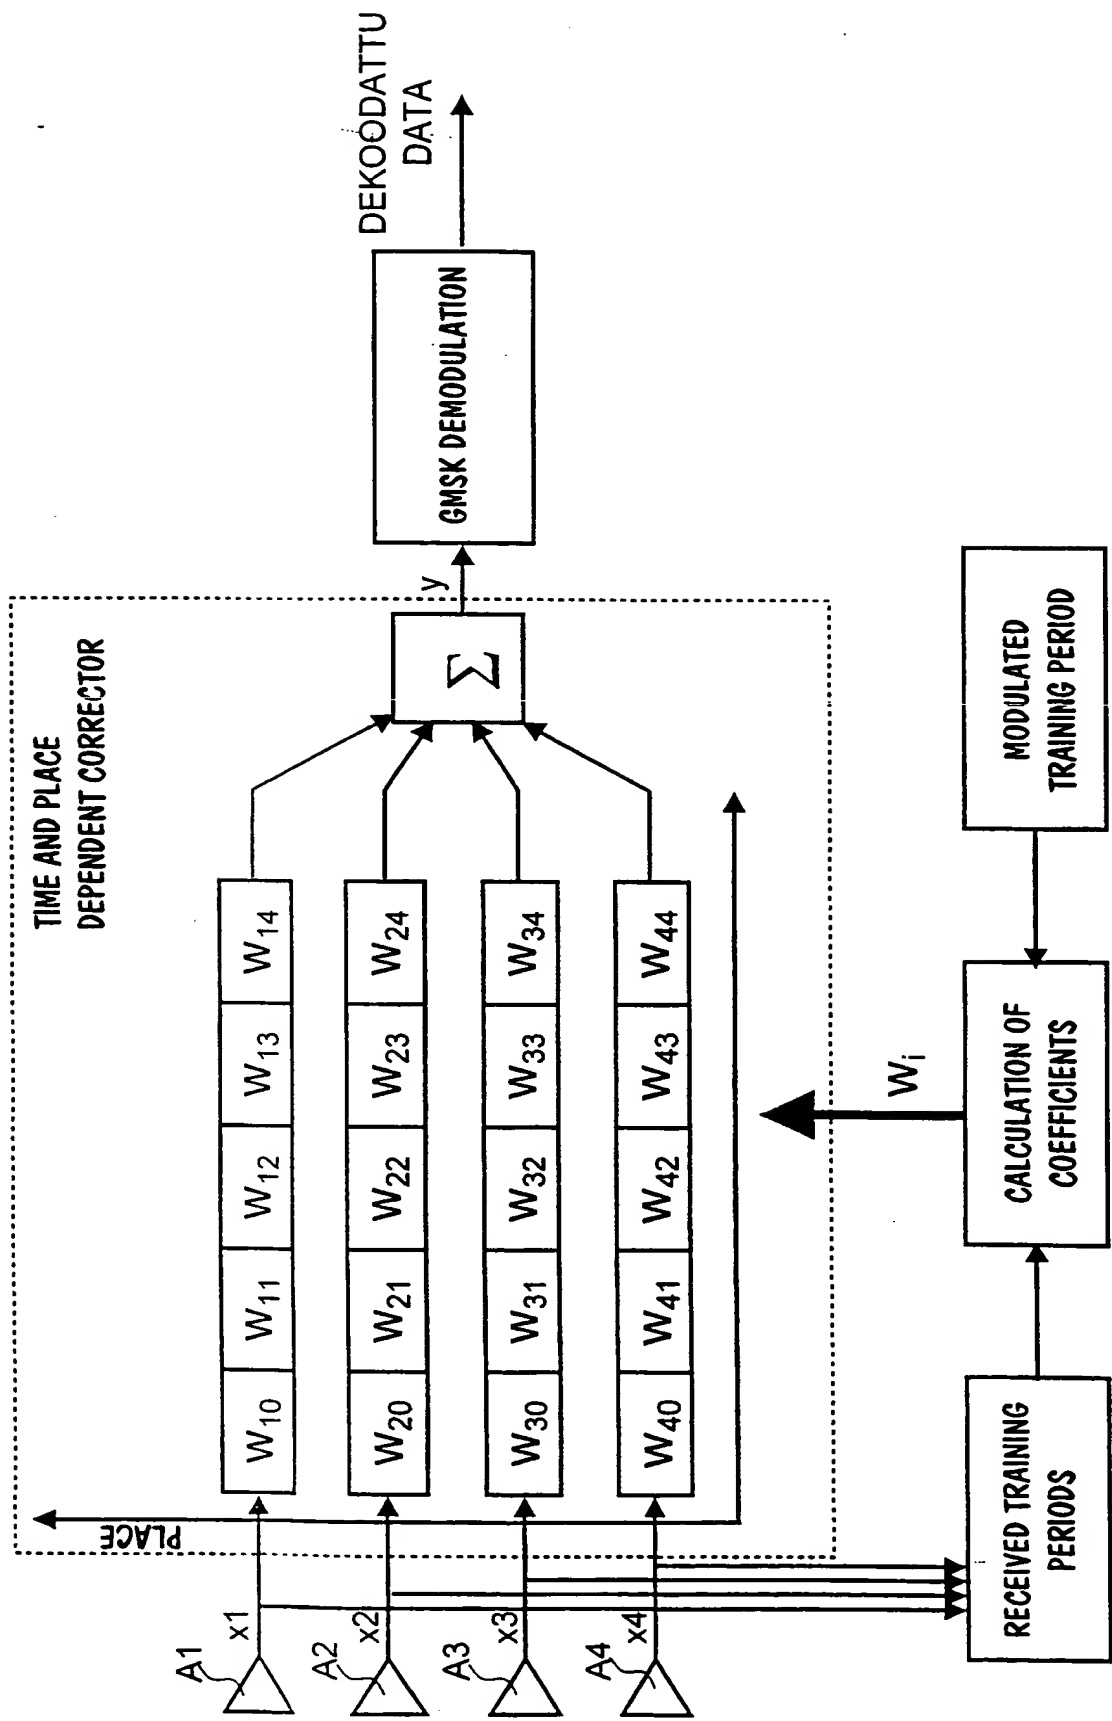 TIME AND PLACE
DEPENDENT CORRECTOR
PLACE
A1
x1
W10
W11
W12
W13
W14
A2
x2
W20
W21
W22
W23
W24
A3
x3
W30
W31
W32
W33
W34
A4
x4
W40
W41
W42
W43
W44
Σ
y
GMSK DEMODULATION
DEKOODATTU
DATA
Wi
RECEIVED TRAINING
PERIODS
CALCULATION OF
COEFFICIENTS
MODULATED
TRAINING PERIOD